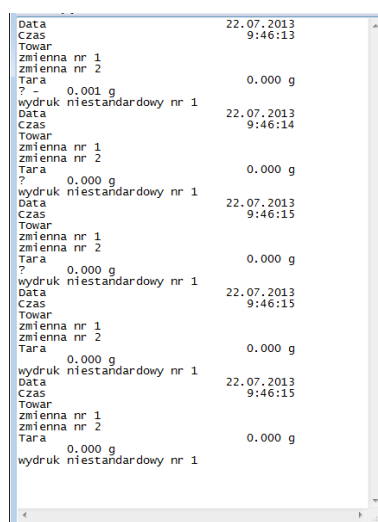 Data 22.07.2013
Czas 9:46:13
Towar
zmienna nr 1
zmienna nr 2
Tara 0.000 g
? - 0.001 g
wydruk niestandardowy nr 1
Data 22.07.2013
Czas 9:46:14
Towar
zmienna nr 1
zmienna nr 2
Tara 0.000 g
? 0.000 g
wydruk niestandardowy nr 1
Data 22.07.2013
Czas 9:46:15
Towar
zmienna nr 1
zmienna nr 2
Tara 0.000 g
? 0.000 g
wydruk niestandardowy nr 1
Data 22.07.2013
Czas 9:46:15
Towar
zmienna nr 1
zmienna nr 2
Tara 0.000 g
0.000 g
wydruk niestandardowy nr 1
Data 22.07.2013
Czas 9:46:15
Towar
zmienna nr 1
zmienna nr 2
Tara 0.000 g
0.000 g
wydruk niestandardowy nr 1